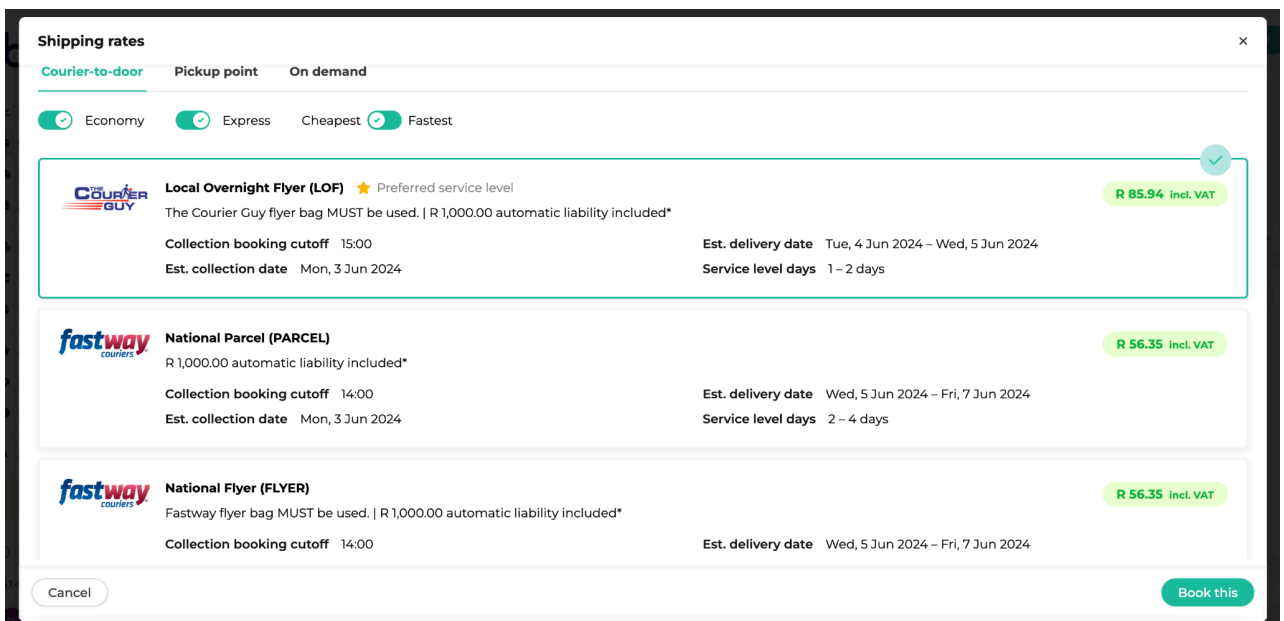 Shipping rates ×
Courier-to-door Pickup point On demand
Economy Express Cheapest Fastest
THE COURIER GUY
Local Overnight Flyer (LOF) Preferred service level
R 85.94 incl. VAT
The Courier Guy flyer bag MUST be used. | R 1,000.00 automatic liability included*
Collection booking cutoff 15:00 Est. delivery date Tue, 4 Jun 2024 – Wed, 5 Jun 2024
Est. collection date Mon, 3 Jun 2024 Service level days 1 – 2 days
fastway couriers
National Parcel (PARCEL)
R 56.35 incl. VAT
R 1,000.00 automatic liability included*
Collection booking cutoff 14:00 Est. delivery date Wed, 5 Jun 2024 – Fri, 7 Jun 2024
Est. collection date Mon, 3 Jun 2024 Service level days 2 – 4 days
fastway couriers
National Flyer (FLYER)
R 56.35 incl. VAT
Fastway flyer bag MUST be used. | R 1,000.00 automatic liability included*
Collection booking cutoff 14:00 Est. delivery date Wed, 5 Jun 2024 – Fri, 7 Jun 2024
Cancel Book this